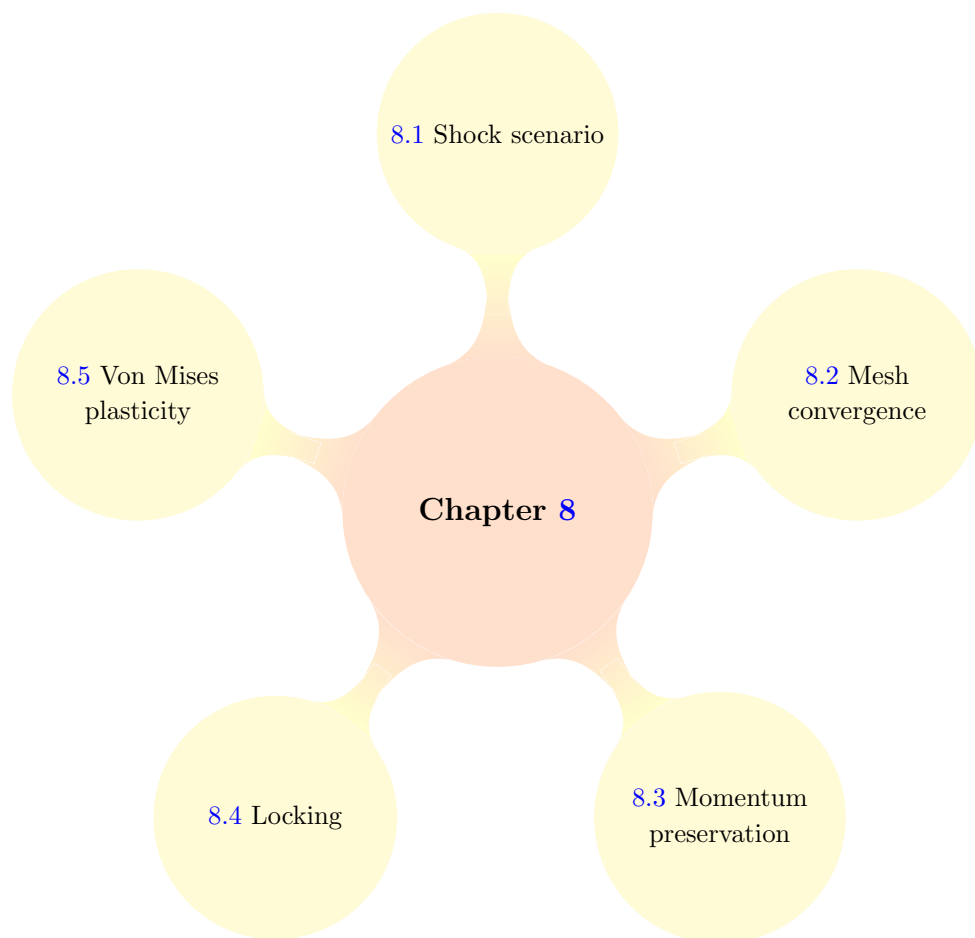 8.1 Shock scenario
8.5 Von Mises
plasticity
8.2 Mesh
convergence
Chapter 8
8.4 Locking
8.3 Momentum
preservation